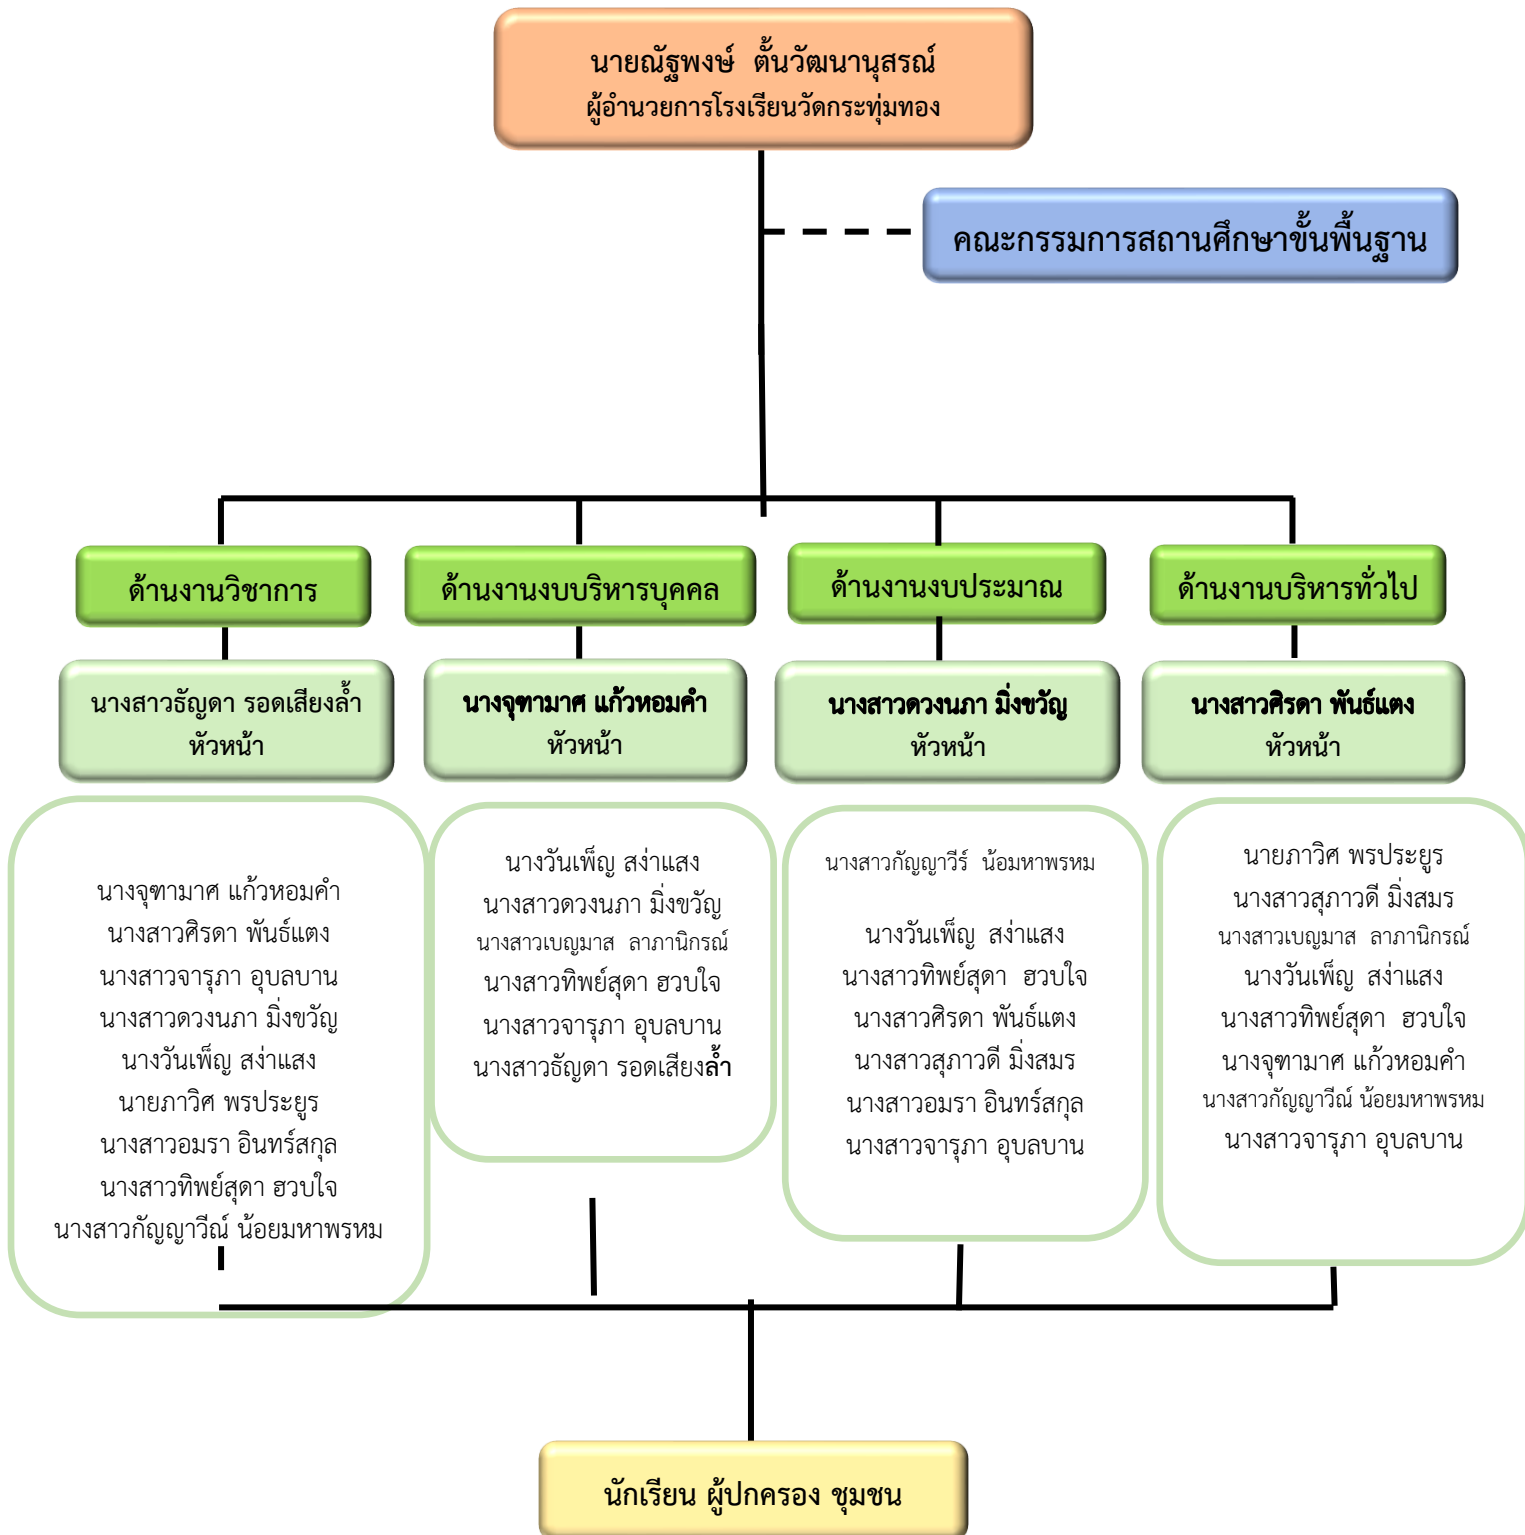 นายณัฐพงษ์  ตั้นวัฒนานุสรณ์
ผู้อำนวยการโรงเรียนวัดกระทุ่มทอง
คณะกรรมการสถานศึกษาขั้นพื้นฐาน
ด้านงานวิชาการ
นางสาวธัญดา รอดเสียงล้ำ
หัวหน้า
นางจุฑามาศ แก้วหอมคำ
นางสาวศิรดา พันธ์แตง
นางสาวจารุภา อุบลบาน
นางสาวดวงนภา มิ่งขวัญ
นางวันเพ็ญ สง่าแสง
นายภาวิศ พรประยูร
นางสาวอมรา อินทร์สกุล
นางสาวทิพย์สุดา ฮวบใจ
นางสาวกัญญาวีณ์ น้อยมหาพรหม
ด้านงานงบบริหารบุคคล
นางจุฑามาศ แก้วหอมคำ
หัวหน้า
นางวันเพ็ญ สง่าแสง
นางสาวดวงนภา มิ่งขวัญ
นางสาวเบญมาส  ลาภานิกรณ์
นางสาวทิพย์สุดา ฮวบใจ
นางสาวจารุภา อุบลบาน
นางสาวธัญดา รอดเสียงล้ำ
ด้านงานงบประมาณ
นางสาวดวงนภา มิ่งขวัญ
หัวหน้า
นางสาวกัญญาวีร์  น้อมหาพรหม
นางวันเพ็ญ  สง่าแสง
นางสาวทิพย์สุดา  ฮวบใจ
นางสาวศิรดา พันธ์แตง
นางสาวสุภาวดี มิ่งสมร
นางสาวอมรา อินทร์สกุล
นางสาวจารุภา อุบลบาน
ด้านงานบริหารทั่วไป
นางสาวศิรดา พันธ์แตง
หัวหน้า
นายภาวิศ พรประยูร
นางสาวสุภาวดี มิ่งสมร
นางสาวเบญมาส  ลาภานิกรณ์
นางวันเพ็ญ  สง่าแสง
นางสาวทิพย์สุดา  ฮวบใจ
นางจุฑามาศ แก้วหอมคำ
นางสาวกัญญาวีณ์ น้อยมหาพรหม
นางสาวจารุภา อุบลบาน
นักเรียน ผู้ปกครอง ชุมชน